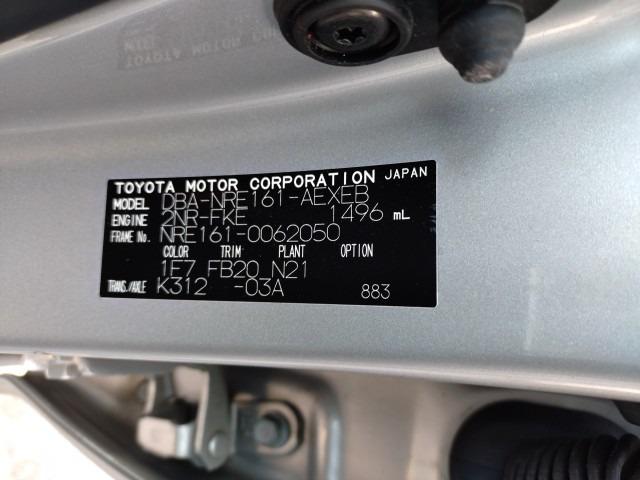 TOYOTA MOTOR CORPORATION JAPAN
MODEL DBA-NRE161-AEXEB
ENGINE 2NR-FKE 1496 mL
FRAME No. NRE161-0062050
COLOR TRIM PLANT OPTION
1E7 FB20 N21
TRANS./AXLE K312 -03A 883